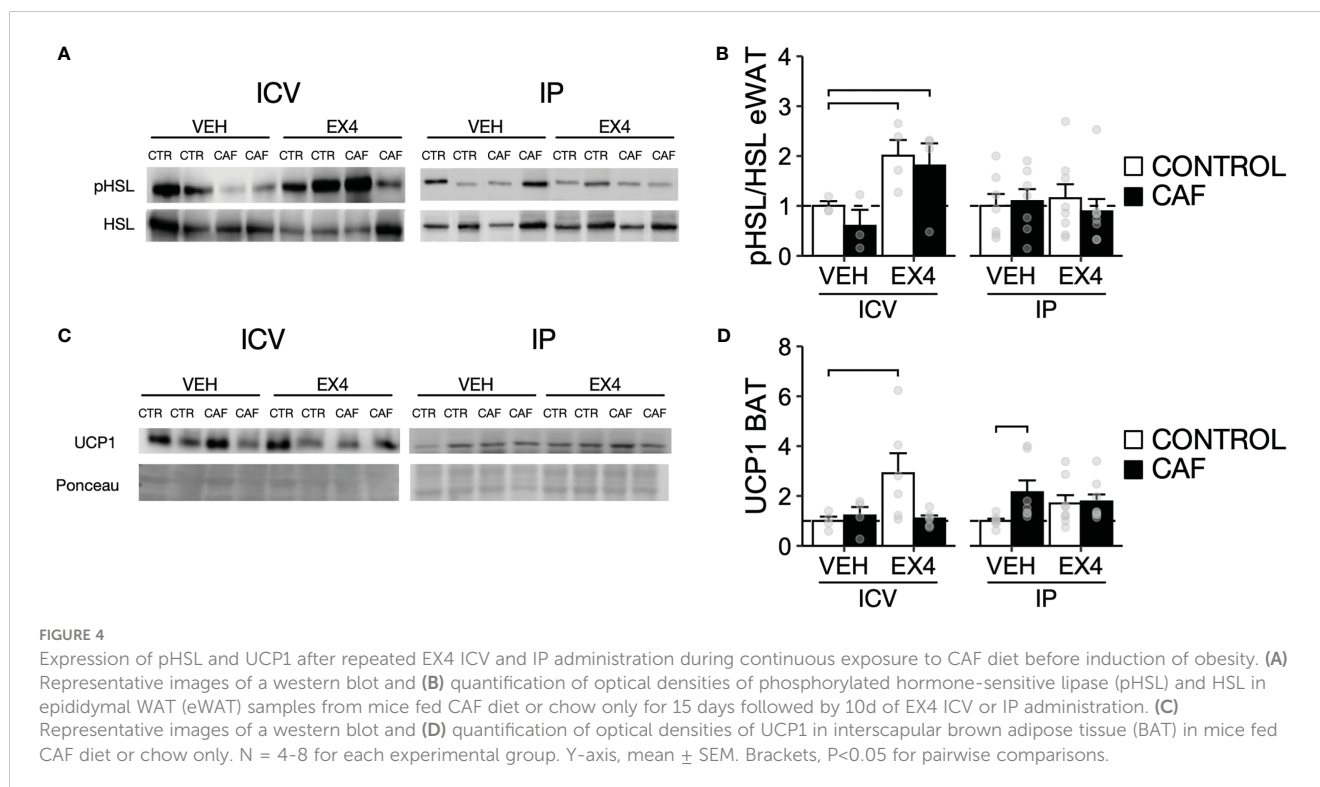 A
ICV
IP
VEH
EX4
VEH
EX4
CTR CTR CAF CAF CTR CTR CAF CAF
CTR CTR CAF CAF CTR CTR CAF CAF
pHSL
HSL
B
pHSL/HSL eWAT
4
3
2
1
0
VEH EX4
VEH EX4
ICV
IP
CONTROL
CAF
C
ICV
IP
VEH
EX4
VEH
EX4
CTR CTR CAF CAF CTR CTR CAF CAF
CTR CTR CAF CAF CTR CTR CAF CAF
UCP1
Ponceau
D
UCP1 BAT
8
6
4
2
0
VEH EX4
VEH EX4
ICV
IP
CONTROL
CAF
FIGURE 4
Expression of pHSL and UCP1 after repeated EX4 ICV and IP administration during continuous exposure to CAF diet before induction of obesity. (A)
Representative images of a western blot and (B) quantification of optical densities of phosphorylated hormone-sensitive lipase (pHSL) and HSL in
epididymal WAT (eWAT) samples from mice fed CAF diet or chow only for 15 days followed by 10d of EX4 ICV or IP administration. (C)
Representative images of a western blot and (D) quantification of optical densities of UCP1 in interscapular brown adipose tissue (BAT) in mice fed
CAF diet or chow only. N = 4-8 for each experimental group. Y-axis, mean ± SEM. Brackets, P<0.05 for pairwise comparisons.